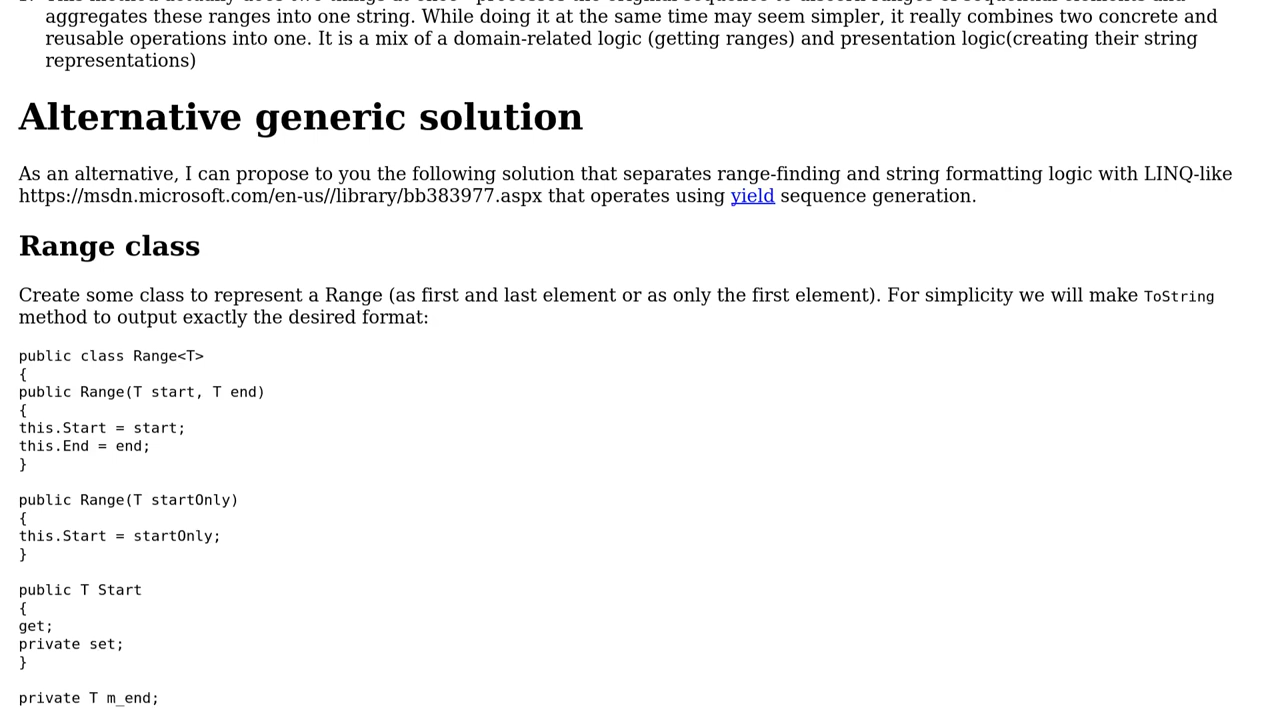 aggregates these ranges into one string. While doing it at the same time may seem simpler, it really combines two concrete and
reusable operations into one. It is a mix of a domain-related logic (getting ranges) and presentation logic(creating their string
representations)
Alternative generic solution
As an alternative, I can propose to you the following solution that separates range-finding and string formatting logic with LINQ-like
https://msdn.microsoft.com/en-us//library/bb383977.aspx that operates using yield sequence generation.
Range class
Create some class to represent a Range (as first and last element or as only the first element). For simplicity we will make ToString
method to output exactly the desired format:
public class Range<T>
{
public Range(T start, T end)
{
this.Start = start;
this.End = end;
}
public Range(T startOnly)
{
this.Start = startOnly;
}
public T Start
{
get;
private set;
}
private T m_end;